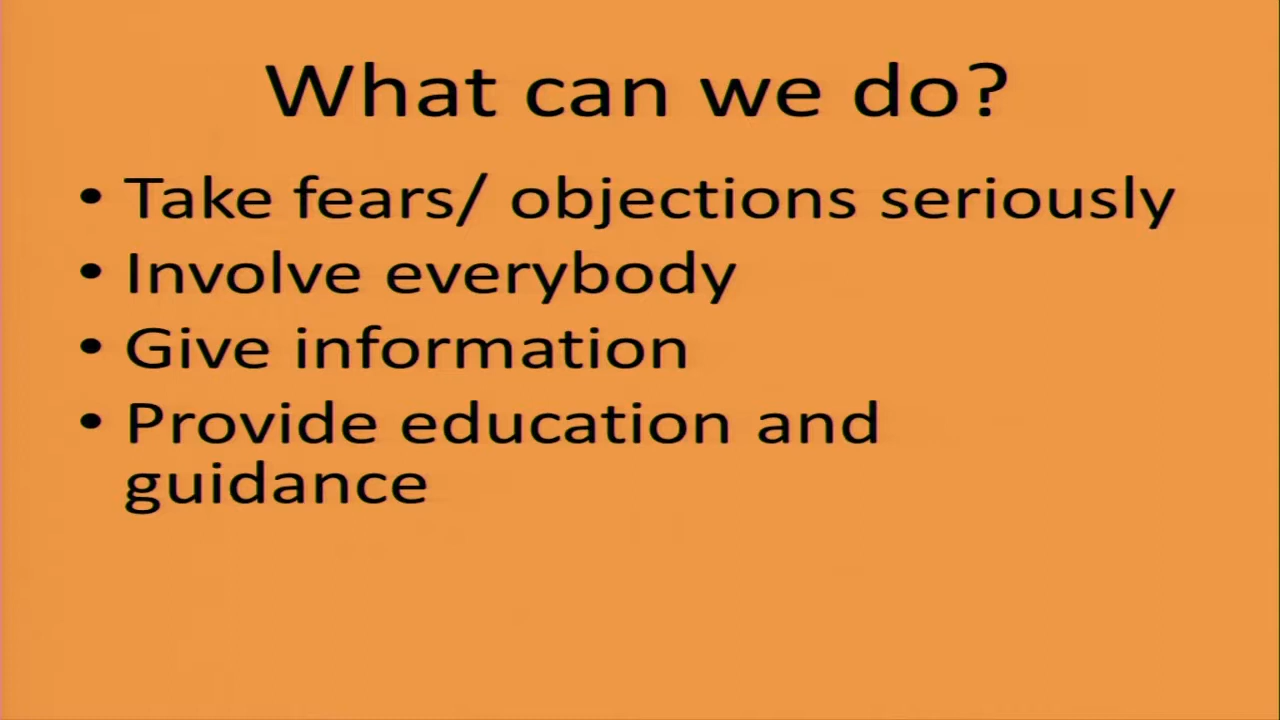 What can we do?
• Take fears/ objections seriously
• Involve everybody
• Give information
• Provide education and
guidance